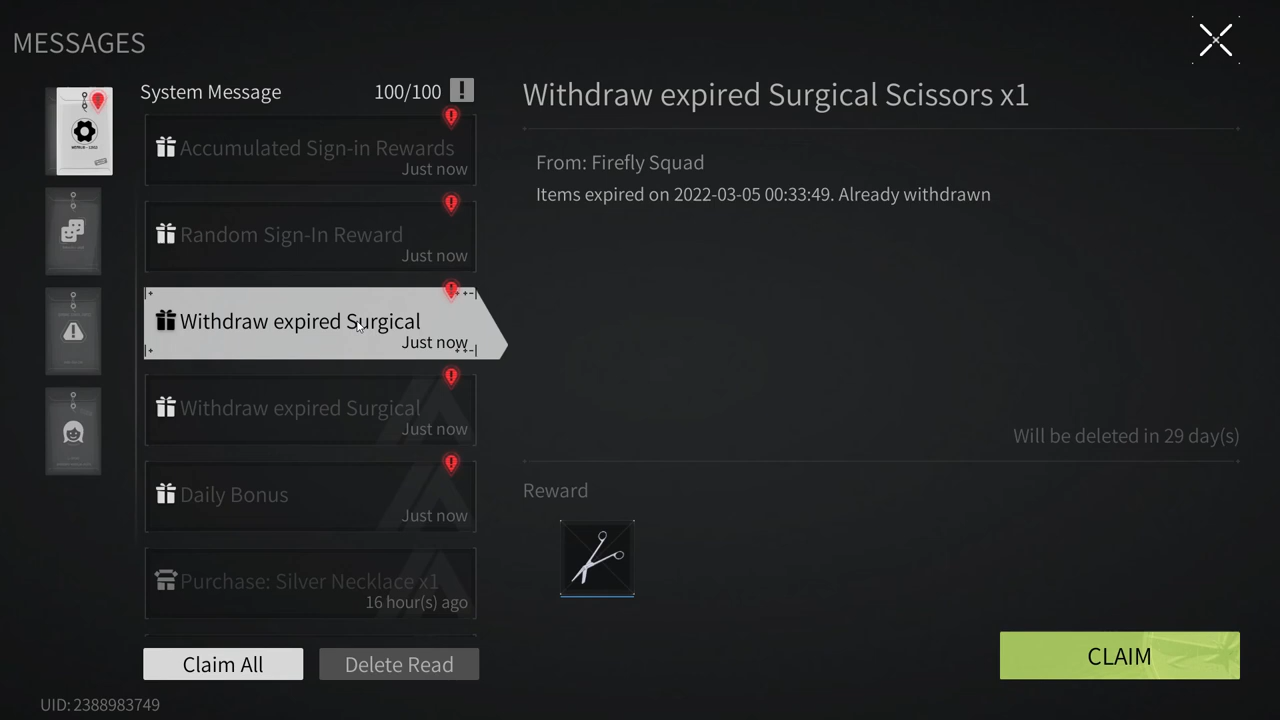 MESSAGES
System Message
100/100
Accumulated Sign-in Rewards
Just now
Random Sign-In Reward
Just now
Withdraw expired Surgical
Just now
Withdraw expired Surgical
Just now
Daily Bonus
Just now
Purchase: Silver Necklace x1
16 hour(s) ago
Claim All
Delete Read
UID: 2388983749
Withdraw expired Surgical Scissors x1
From: Firefly Squad
Items expired on 2022-03-05 00:33:49. Already withdrawn
Will be deleted in 29 day(s)
Reward
CLAIM